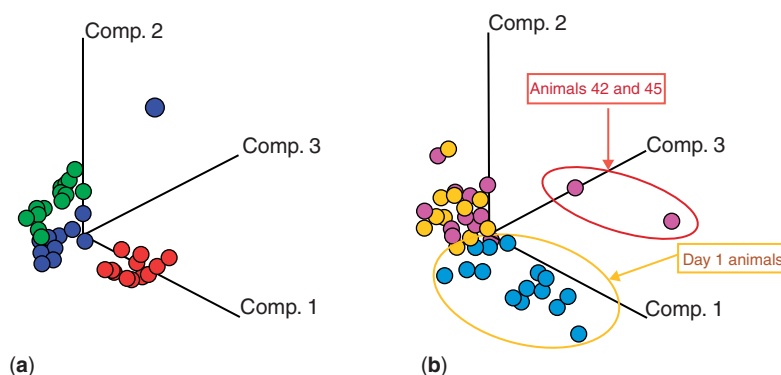 Comp. 2
Comp. 3
Comp. 1
(a)
Comp. 2
Animals 42 and 45
Comp. 3
Day 1 animals
Comp. 1
(b)